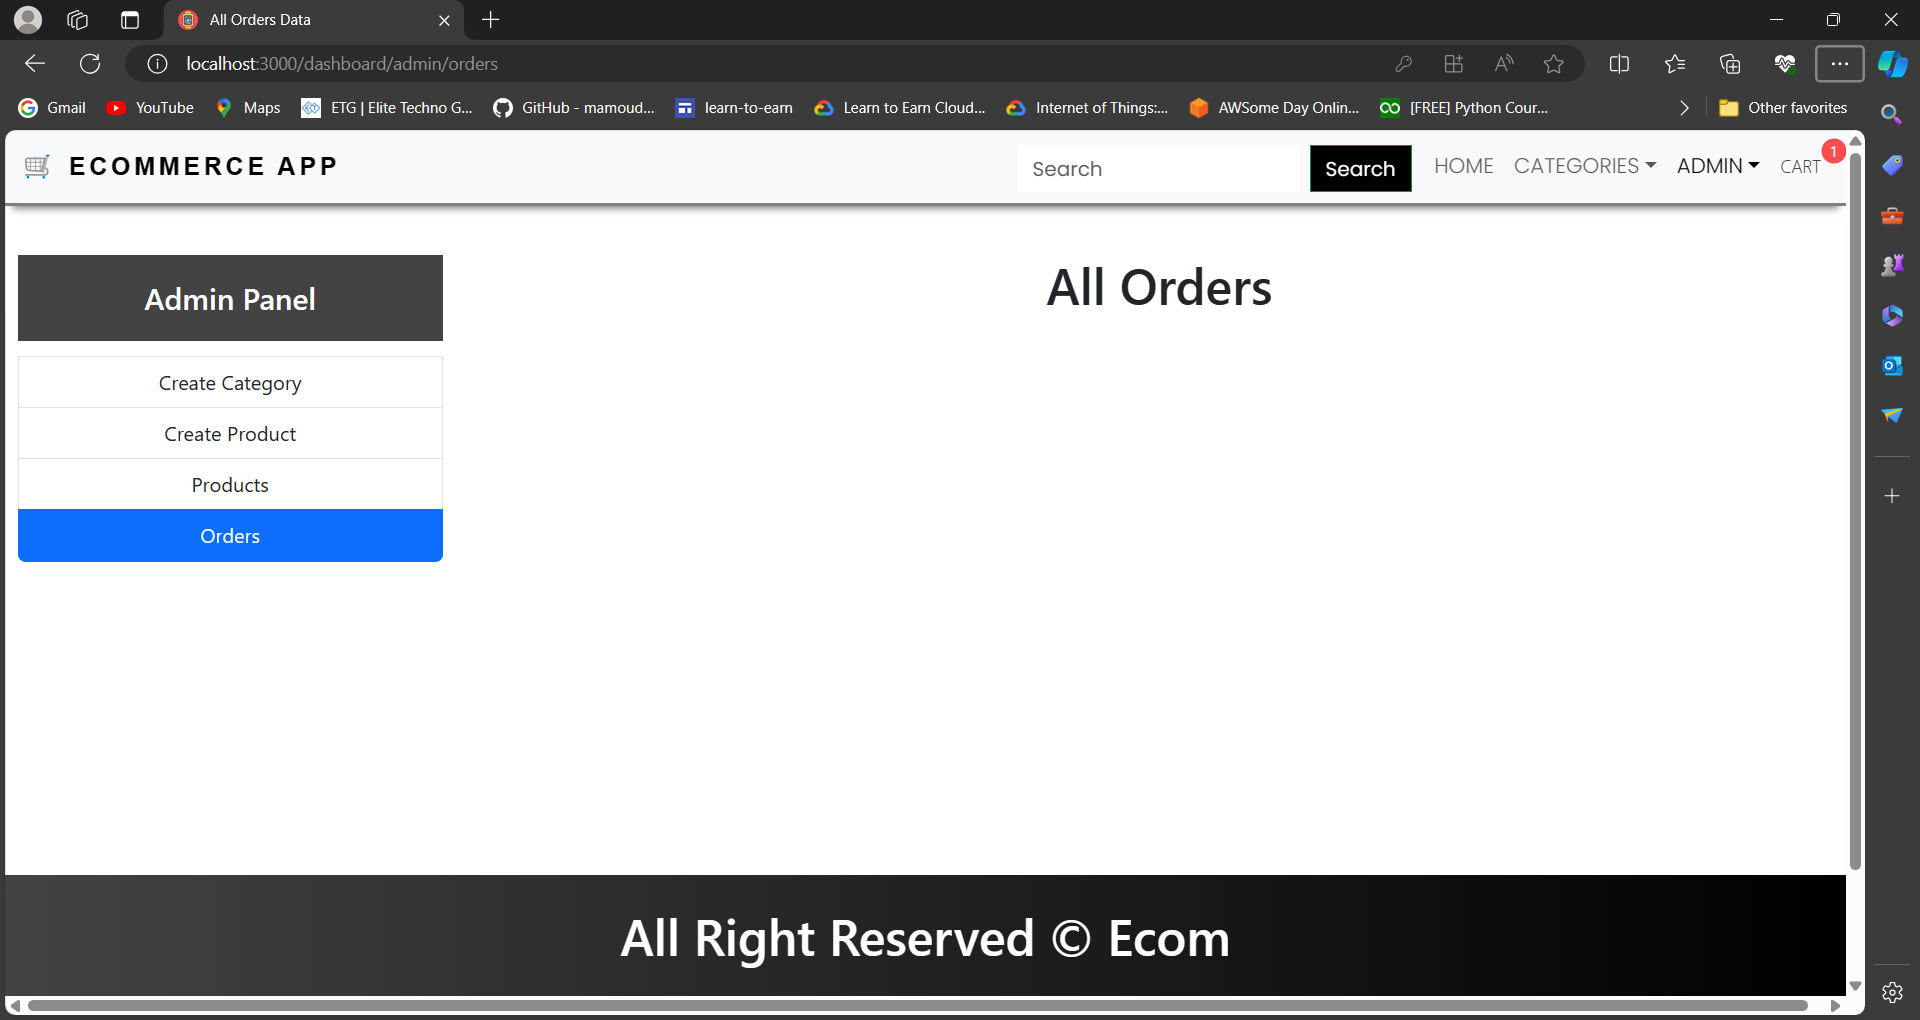 All Orders Data
localhost:3000/dashboard/admin/orders
Gmail YouTube Maps ETG | Elite Techno G... GitHub - mamoud... learn-to-earn Learn to Earn Cloud... Internet of Things:... AWSome Day Onlin... [FREE] Python Cour... Other favorites
ECOMMERCE APP Search Search HOME CATEGORIES ADMIN CART 1
Admin Panel
Create Category
Create Product
Products
Orders
All Orders
All Right Reserved © Ecom